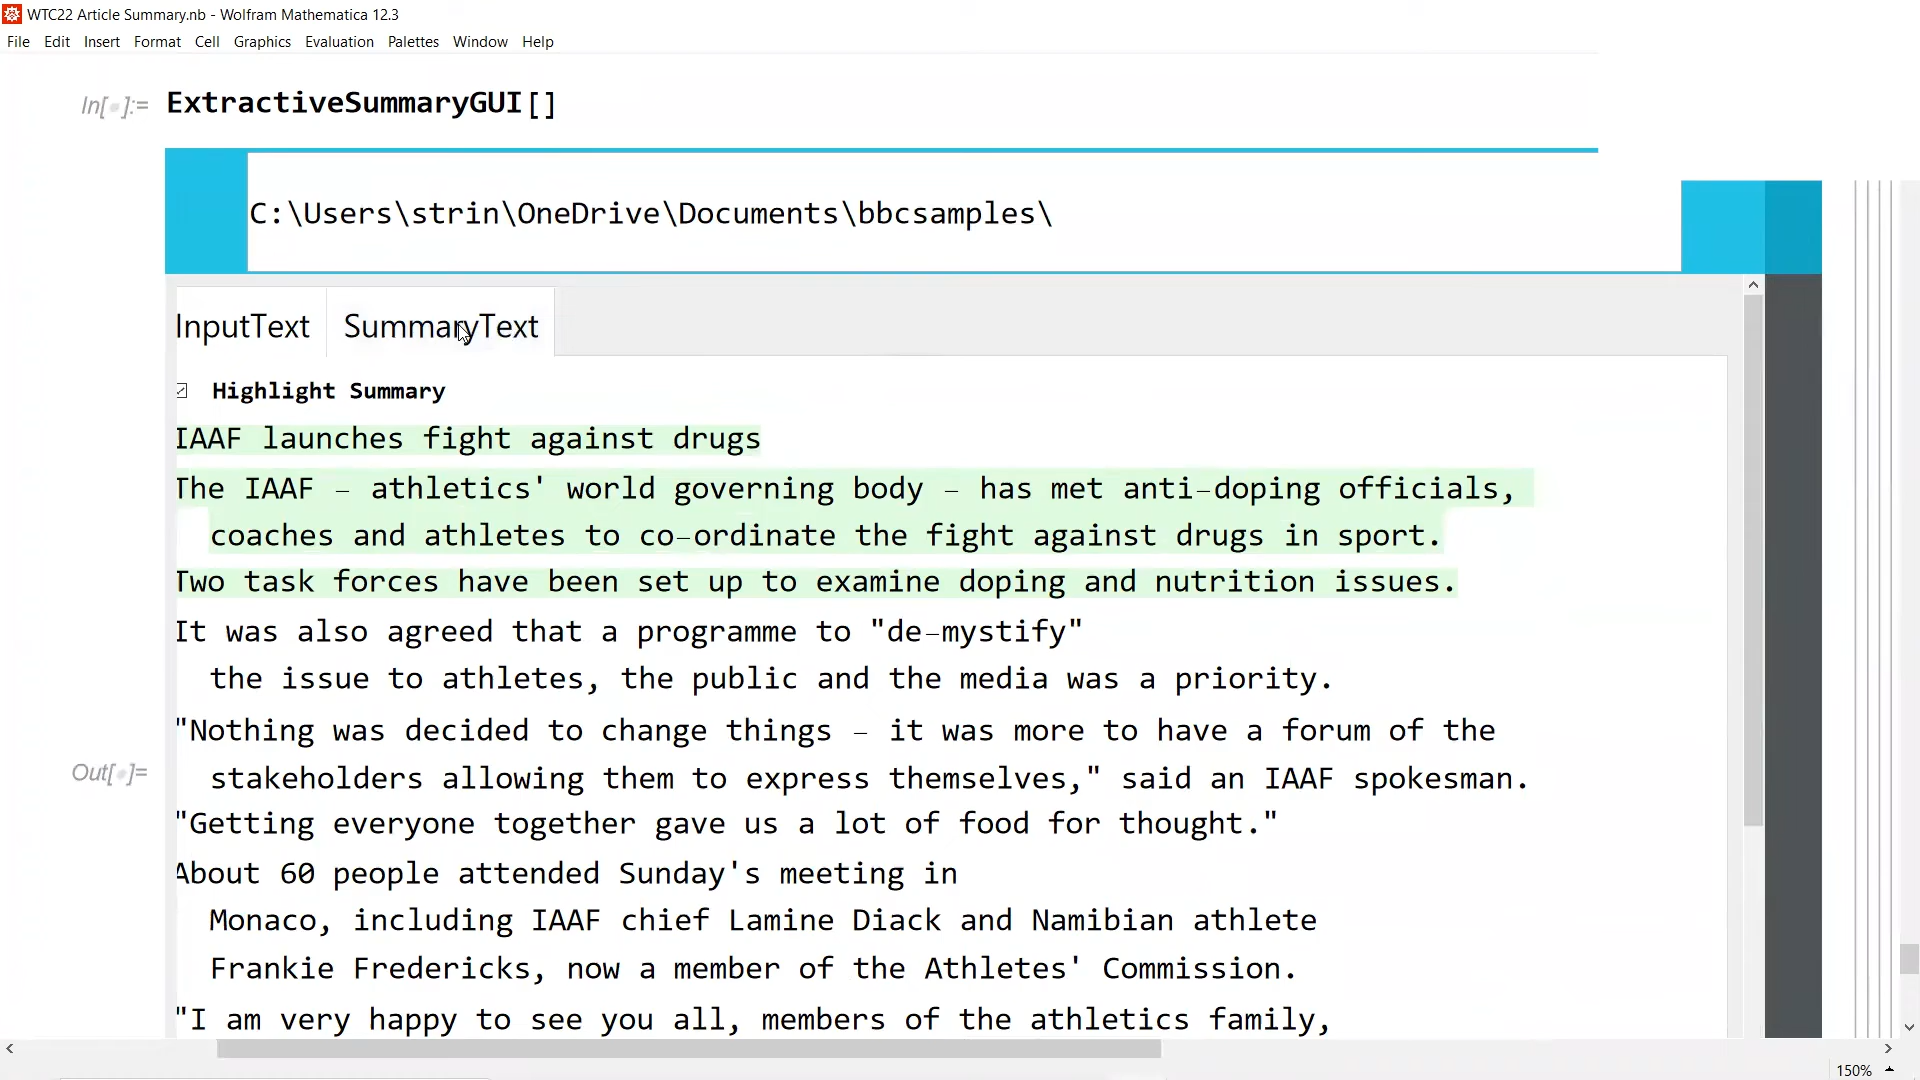 WTC22 Article Summary.nb - Wolfram Mathematica 12.3
File Edit Insert Format Cell Graphics Evaluation Palettes Window Help
In[ ]:= ExtractiveSummaryGUI[]
C:\Users\strin\OneDrive\Documents\bbcsamples\
InputText SummaryText
Highlight Summary
IAAF launches fight against drugs
The IAAF – athletics' world governing body – has met anti–doping officials,
coaches and athletes to co–ordinate the fight against drugs in sport.
Two task forces have been set up to examine doping and nutrition issues.
It was also agreed that a programme to "de–mystify"
the issue to athletes, the public and the media was a priority.
"Nothing was decided to change things – it was more to have a forum of the
Out[ ]= stakeholders allowing them to express themselves," said an IAAF spokesman.
"Getting everyone together gave us a lot of food for thought."
About 60 people attended Sunday's meeting in
Monaco, including IAAF chief Lamine Diack and Namibian athlete
Frankie Fredericks, now a member of the Athletes' Commission.
"I am very happy to see you all, members of the athletics family,
150%